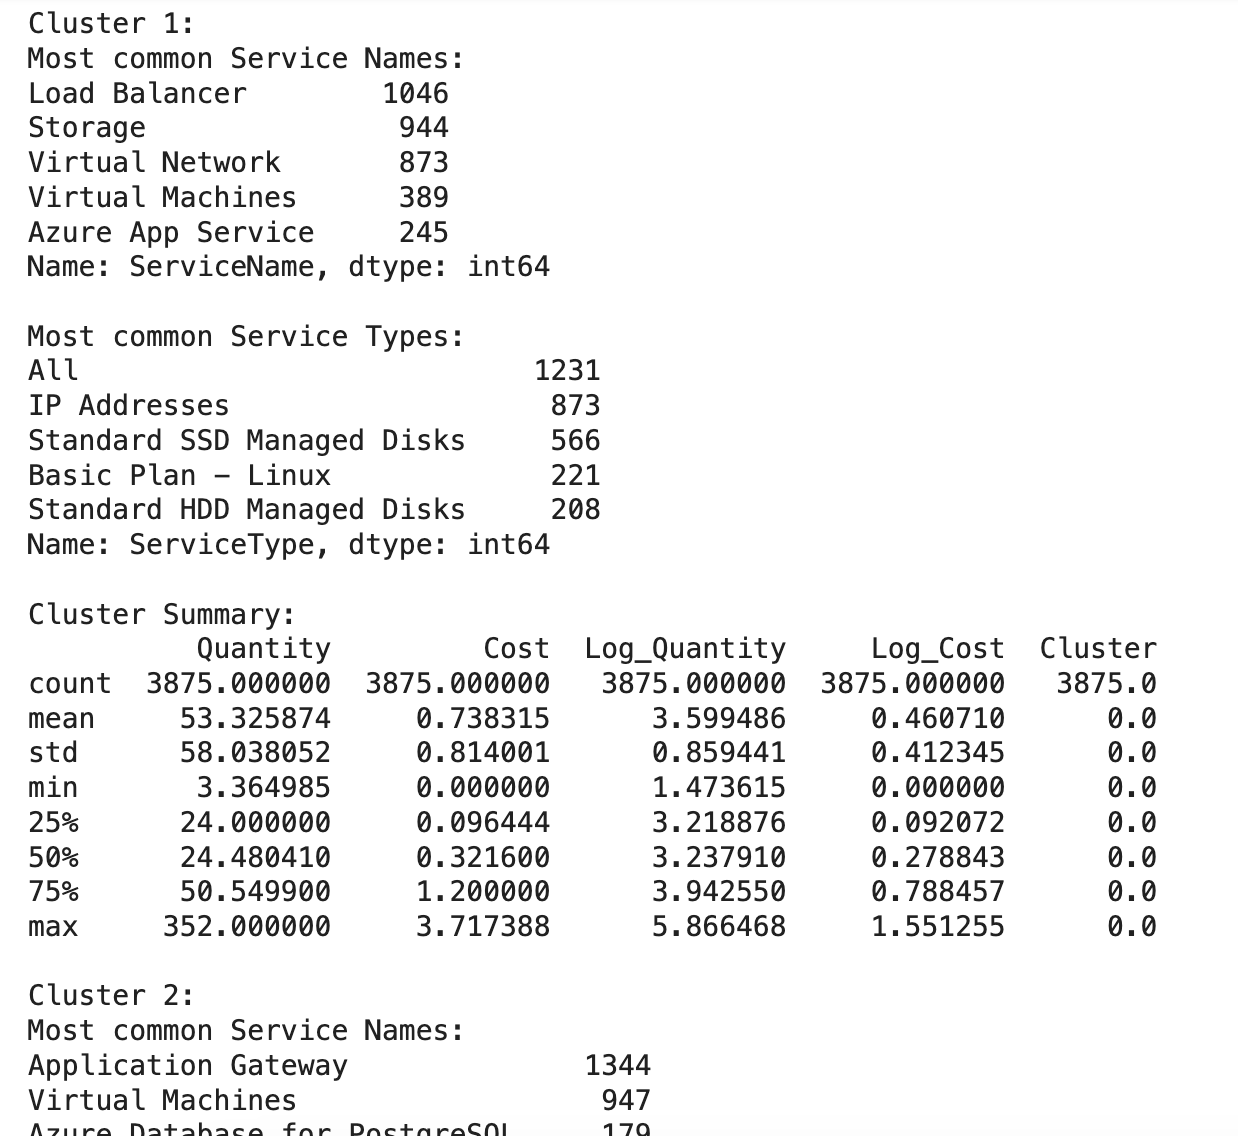 Cluster 1:
Most common Service Names:
Load Balancer        1046
Storage               944
Virtual Network       873
Virtual Machines      389
Azure App Service     245
Name: ServiceName, dtype: int64

Most common Service Types:
All                           1231
IP Addresses                   873
Standard SSD Managed Disks     566
Basic Plan – Linux             221
Standard HDD Managed Disks     208
Name: ServiceType, dtype: int64

Cluster Summary:
          Quantity         Cost  Log_Quantity     Log_Cost  Cluster
count  3875.000000  3875.000000   3875.000000  3875.000000   3875.0
mean     53.325874     0.738315      3.599486     0.460710      0.0
std      58.038052     0.814001      0.859441     0.412345      0.0
min       3.364985     0.000000      1.473615     0.000000      0.0
25%      24.000000     0.096444      3.218876     0.092072      0.0
50%      24.480410     0.321600      3.237910     0.278843      0.0
75%      50.549900     1.200000      3.942550     0.788457      0.0
max     352.000000     3.717388      5.866468     1.551255      0.0

Cluster 2:
Most common Service Names:
Application Gateway              1344
Virtual Machines                  947
Azure Database for PostgreSQL     179